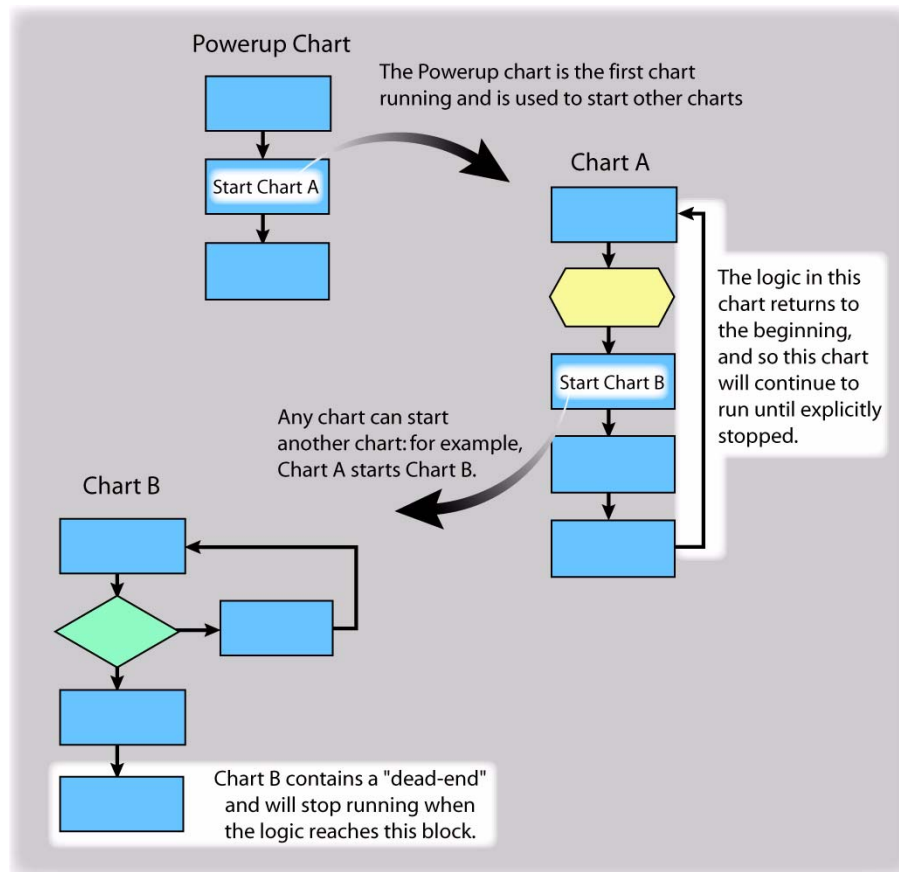 Powerup Chart
The Powerup chart is the first chart
running and is used to start other charts
Start Chart A
Chart A
The logic in this
chart returns to
the beginning,
and so this chart
will continue to
run until explicitly
stopped.
Start Chart B
Any chart can start
another chart: for example,
Chart A starts Chart B.
Chart B
Chart B contains a "dead-end"
and will stop running when
the logic reaches this block.